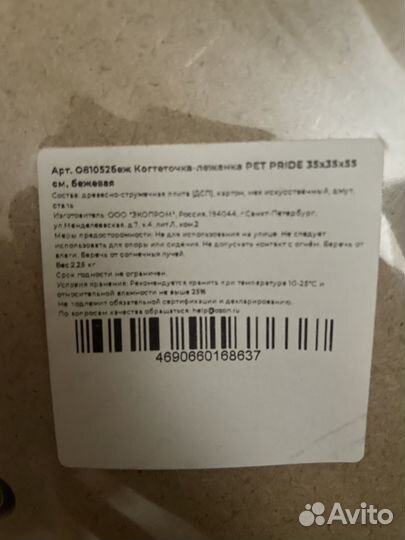 Арт. O81052беж Когтеточка-лежанка PET PRIDE 35x35x55
см, бежевая
Состав: древесно-стружечная плита (ДСП), картон, мех искусственный, джут,
сталь
Изготовитель: ООО "ЭКОПРОМ", Россия, 194044, г Санкт-Петербург,
ул.Менделеевская, д.7, к.4, лит.Л, ком.2
Меры предосторожности: Не для использования на улице. Не следует
использовать для опоры или сидения. Не допускать контакт с огнём. Беречь от
влаги. Беречь от солнечных лучей.
Вес 2.25 кг
Срок годности не ограничен.
Условия хранения: Рекомендуется хранить при температуре 10-25°C и
относительной влажности не выше 25%
Не подлежит обязательной сертификации и декларированию.
По вопросам качества обращаться: help@ozon.ru
4690660168637
Avito